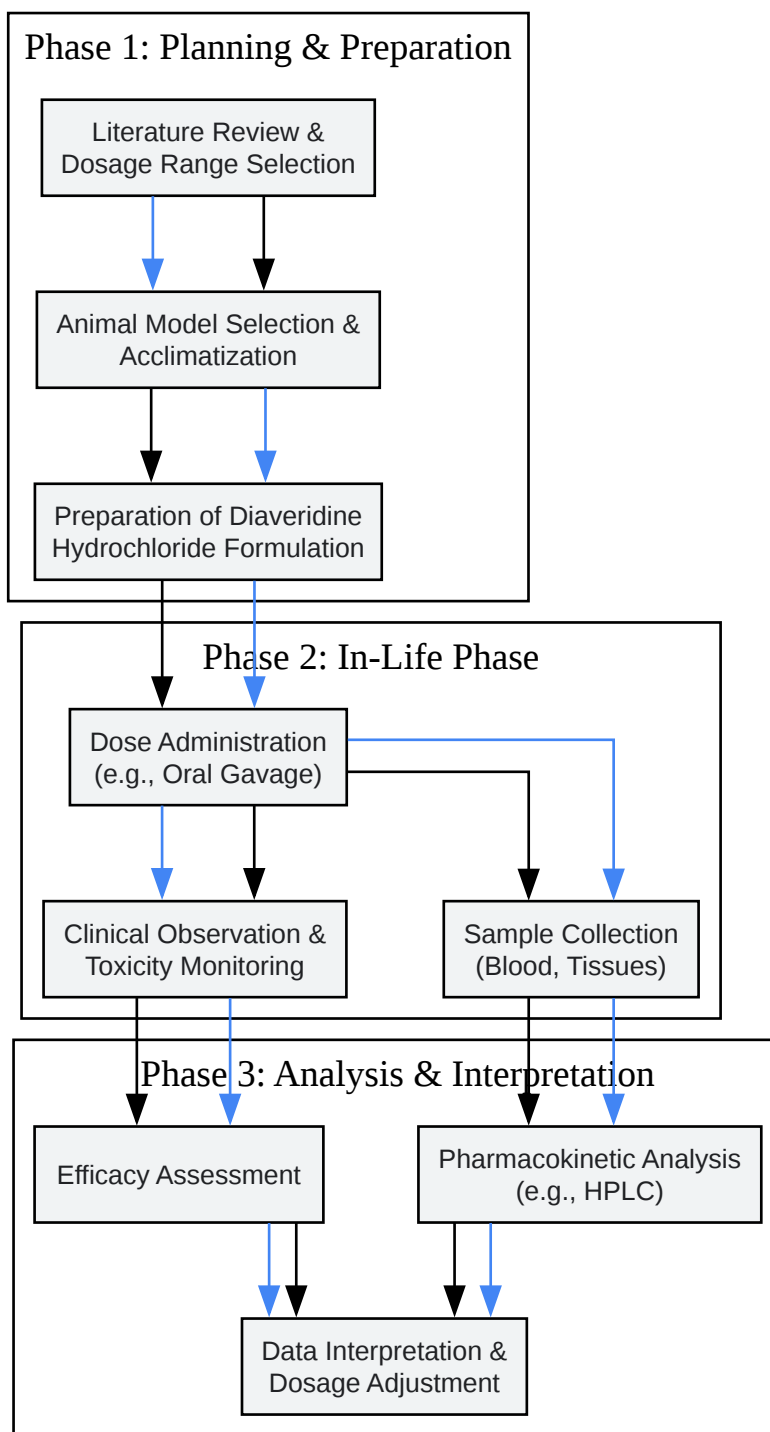 Phase 1: Planning & Preparation
Literature Review &
Dosage Range Selection
Animal Model Selection &
Acclimatization
Preparation of Diaveridine
Hydrochloride Formulation
Phase 2: In-Life Phase
Dose Administration
(e.g., Oral Gavage)
Clinical Observation &
Toxicity Monitoring
Sample Collection
(Blood, Tissues)
Phase 3: Analysis & Interpretation
Efficacy Assessment
Pharmacokinetic Analysis
(e.g., HPLC)
Data Interpretation &
Dosage Adjustment